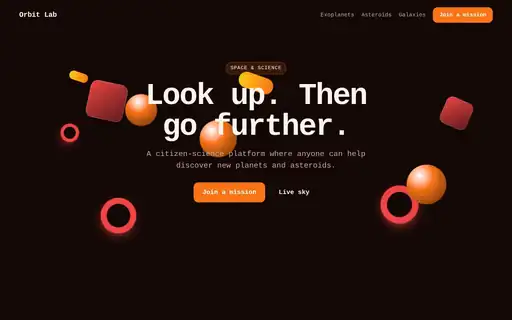 Orbit Lab
Exoplanets Asteroids Galaxies Join a mission
SPACE & SCIENCE
Look up. Then
go further.
A citizen-science platform where anyone can help
discover new planets and asteroids.
Join a mission Live sky